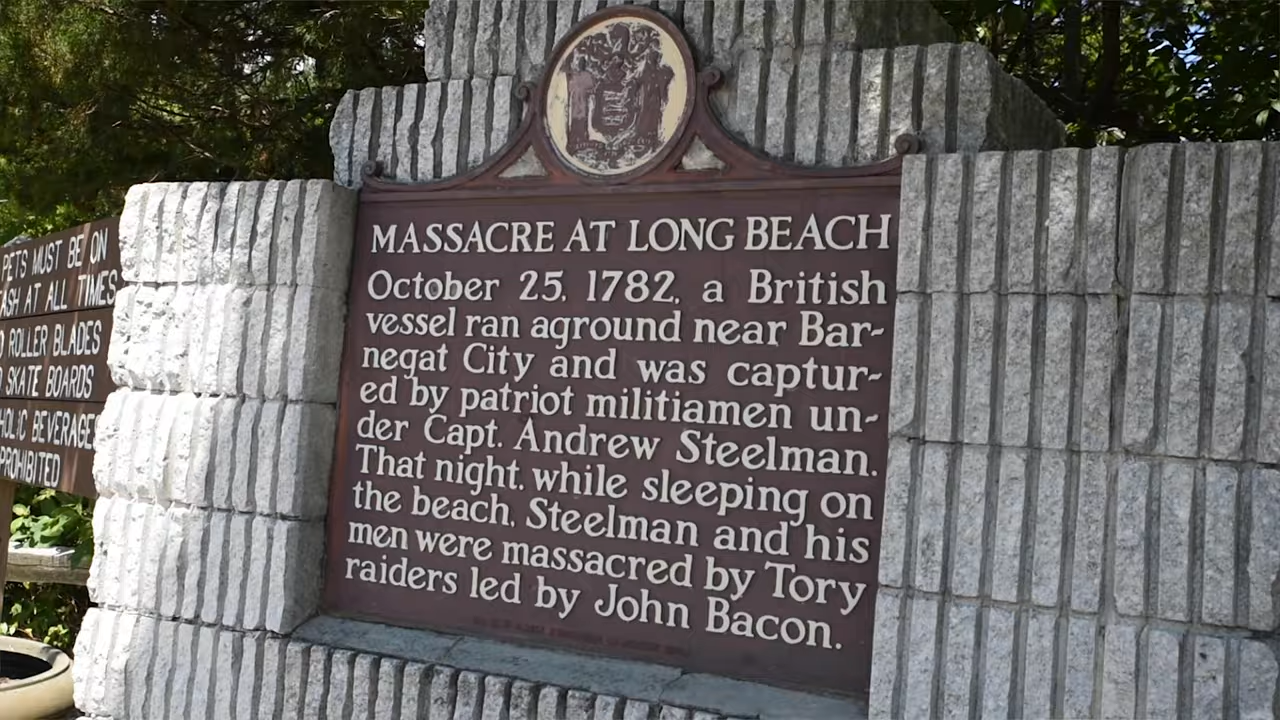 MASSACRE AT LONG BEACH
October 25, 1782, a British
vessel ran aground near Bar-
negat City and was captur-
ed by patriot militiamen un-
der Capt. Andrew Steelman.
That night, while sleeping on
the beach, Steelman and his
men were massacred by Tory
raiders led by John Bacon.
PETS MUST BE ON
ASH AT ALL TIMES
O ROLLER BLADES
O SKATE BOARDS
HOLIC BEVERAGE
PROHIBITED